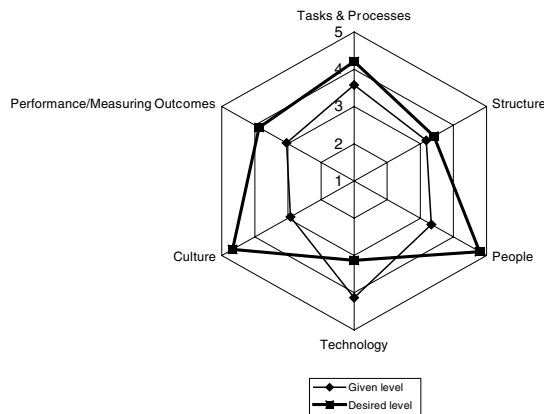 Tasks & Processes
5
4
Performance/Measuring Outcomes
Structure
3
2
1
Culture
People
Technology
Given level
Desired level